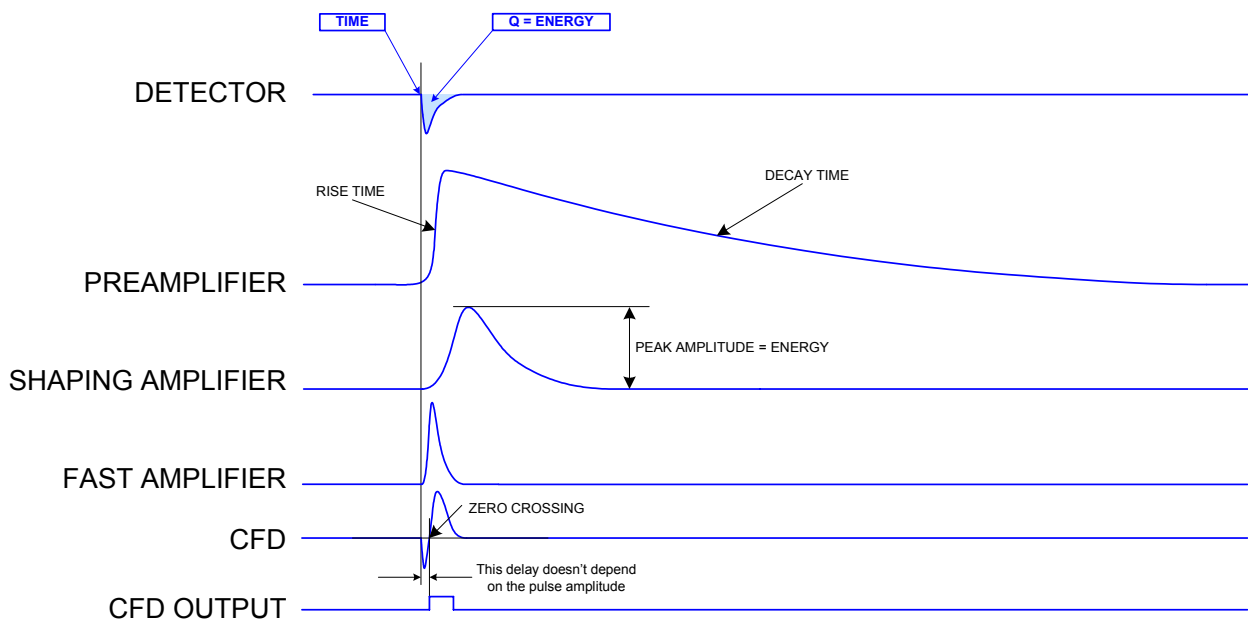 TIME
Q = ENERGY
DETECTOR
RISE TIME
DECAY TIME
PREAMPLIFIER
PEAK AMPLITUDE = ENERGY
SHAPING AMPLIFIER
FAST AMPLIFIER
ZERO CROSSING
CFD
This delay doesn't depend
on the pulse amplitude
CFD OUTPUT